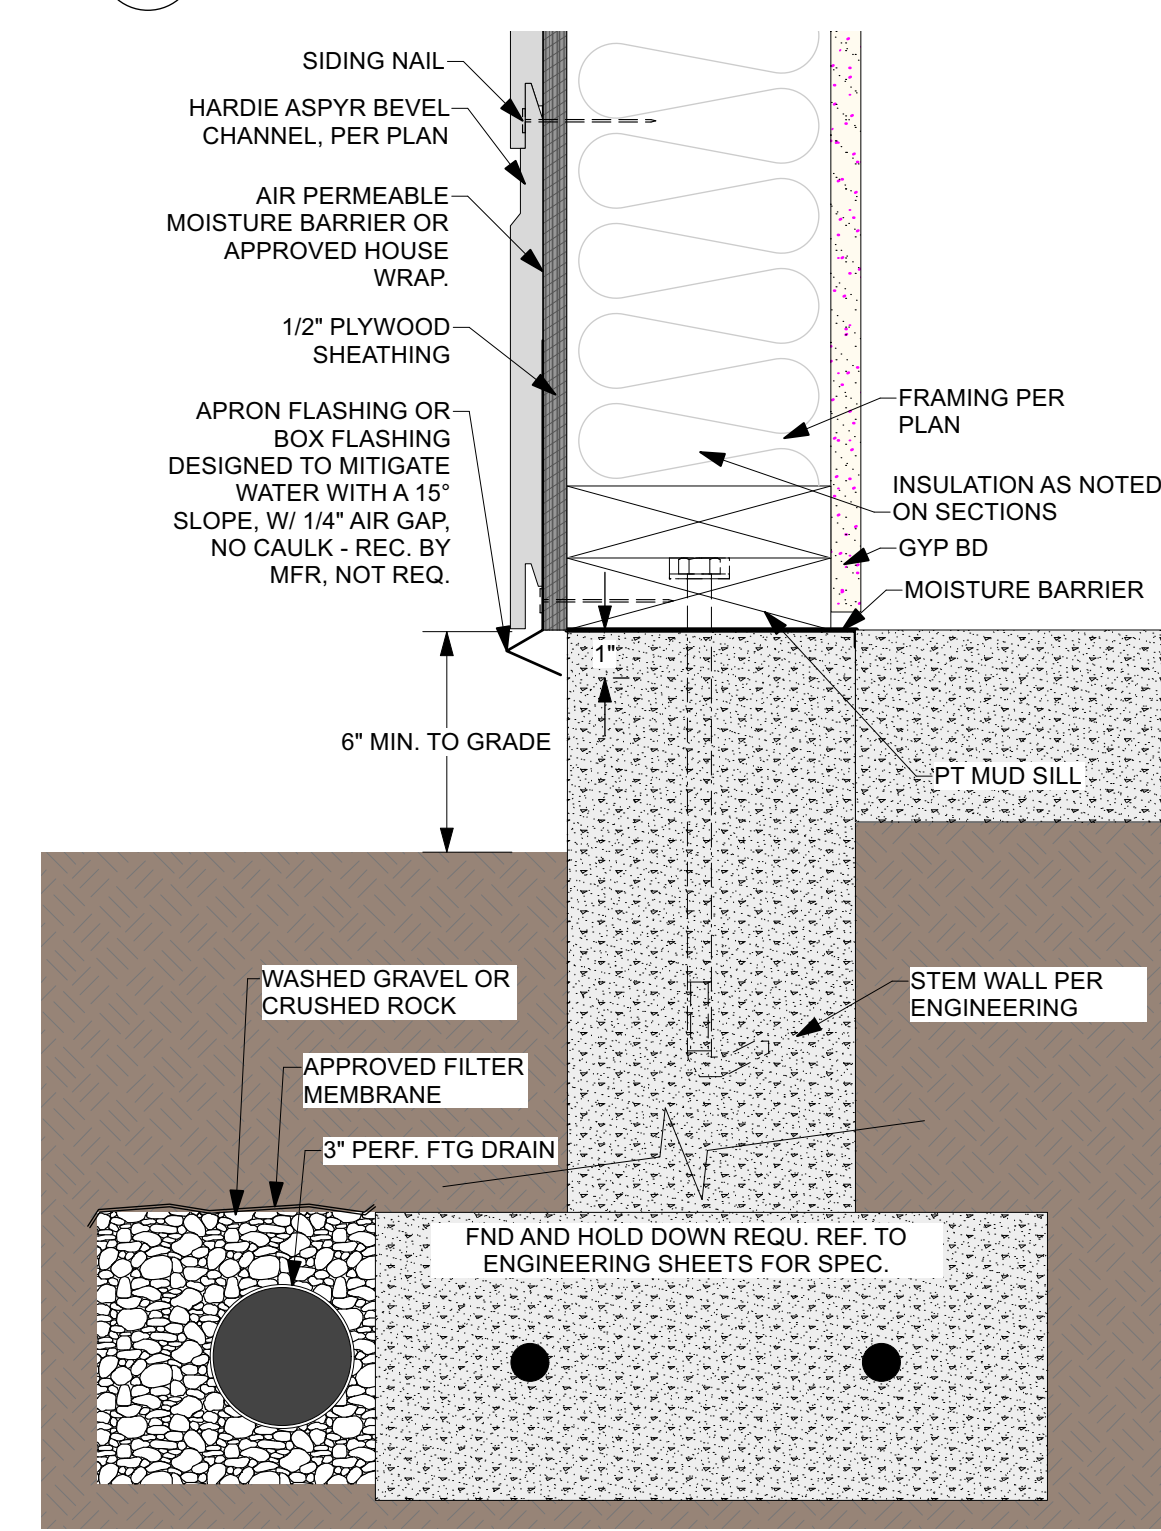 SIDING NAIL
HARDIE ASPYR BEVEL
CHANNEL, PER PLAN
AIR PERMEABLE
MOISTURE BARRIER OR
APPROVED HOUSE
WRAP.
1/2" PLYWOOD
SHEATHING
APRON FLASHING OR
BOX FLASHING
DESIGNED TO MITIGATE
WATER WITH A 15°
SLOPE, W/ 1/4" AIR GAP,
NO CAULK - REC. BY
MFR, NOT REQ.
FRAMING PER
PLAN
INSULATION AS NOTED
ON SECTIONS
GYP BD
MOISTURE BARRIER
1"
6" MIN. TO GRADE
PT MUD SILL
WASHED GRAVEL OR
CRUSHED ROCK
STEM WALL PER
ENGINEERING
APPROVED FILTER
MEMBRANE
3" PERF. FTG DRAIN
FND AND HOLD DOWN REQU. REF. TO
ENGINEERING SHEETS FOR SPEC.